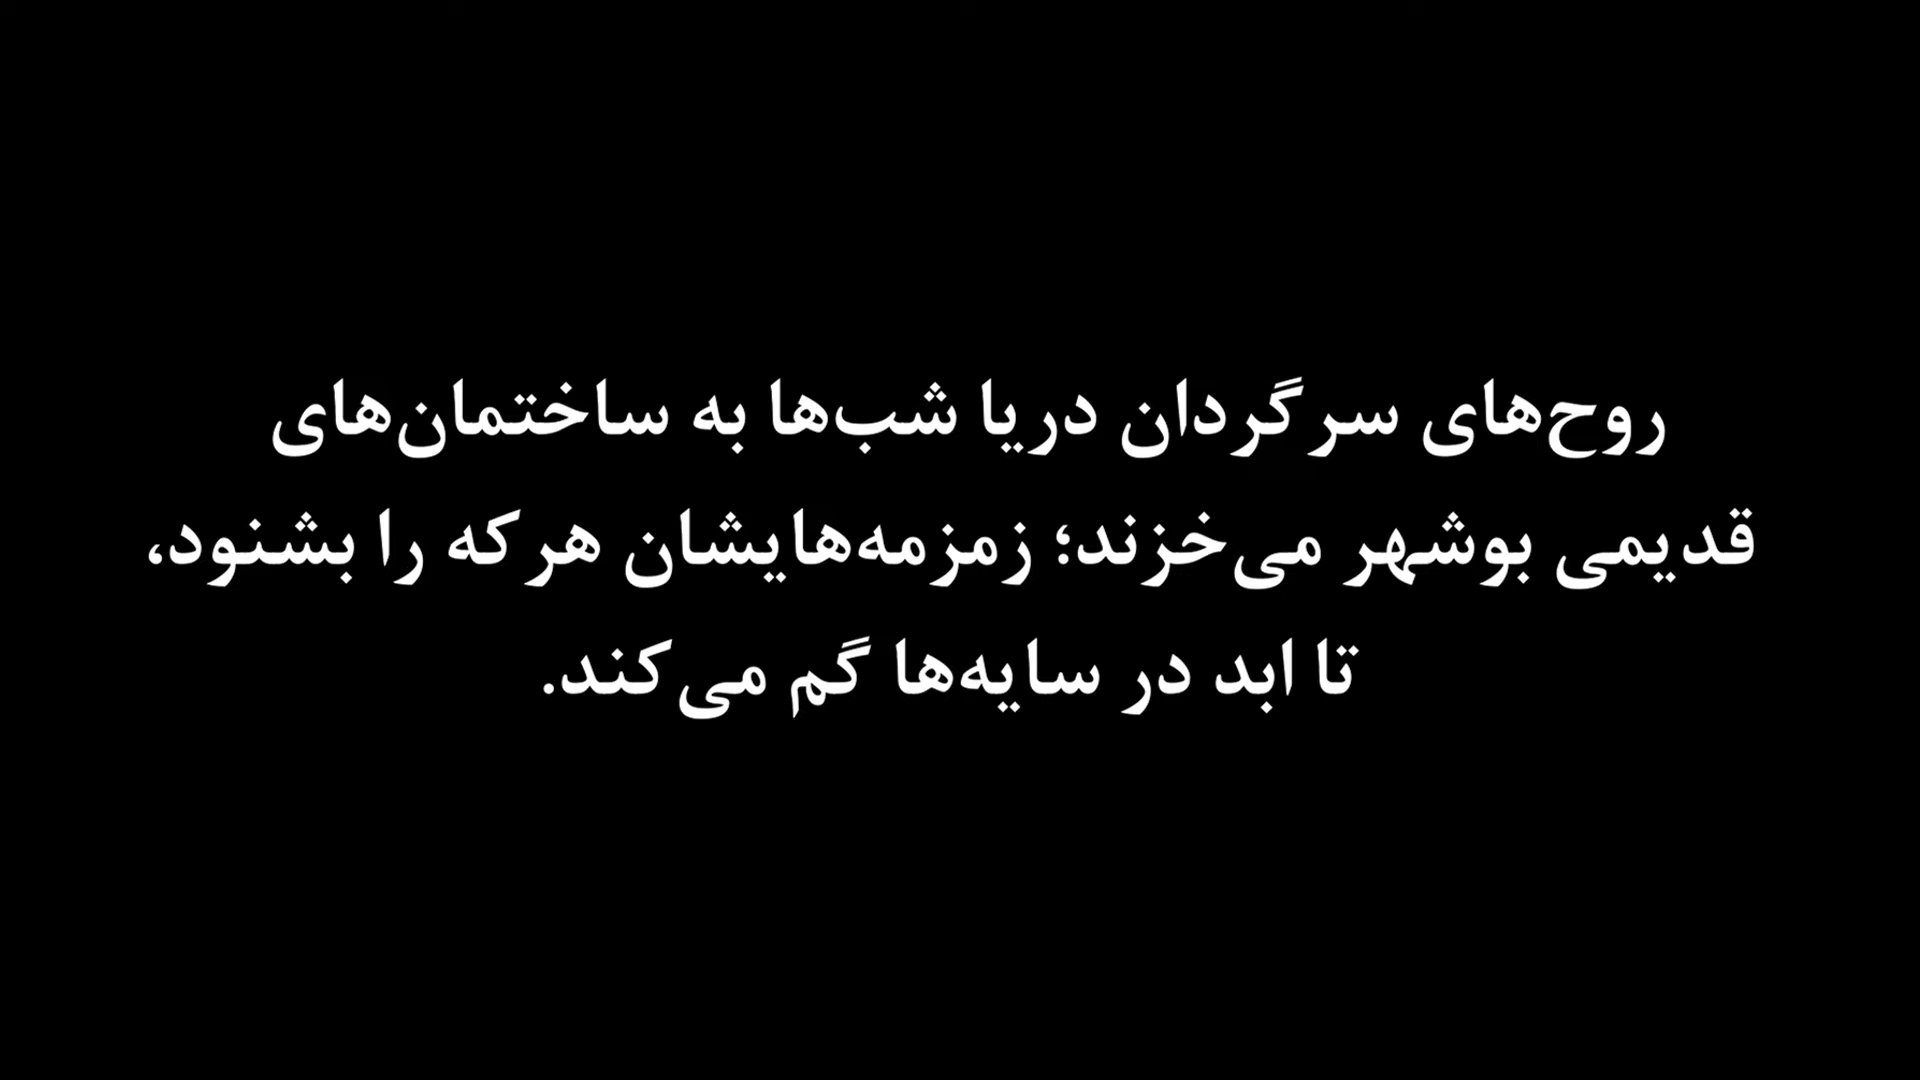 روح‌های سرگردان دریا شب‌ها به ساختمان‌های
قدیمی بوشهر می‌خزند؛ زمزمه‌هایشان هرکه را بشنود،
تا ابد در سایه‌ها گم می‌کند.